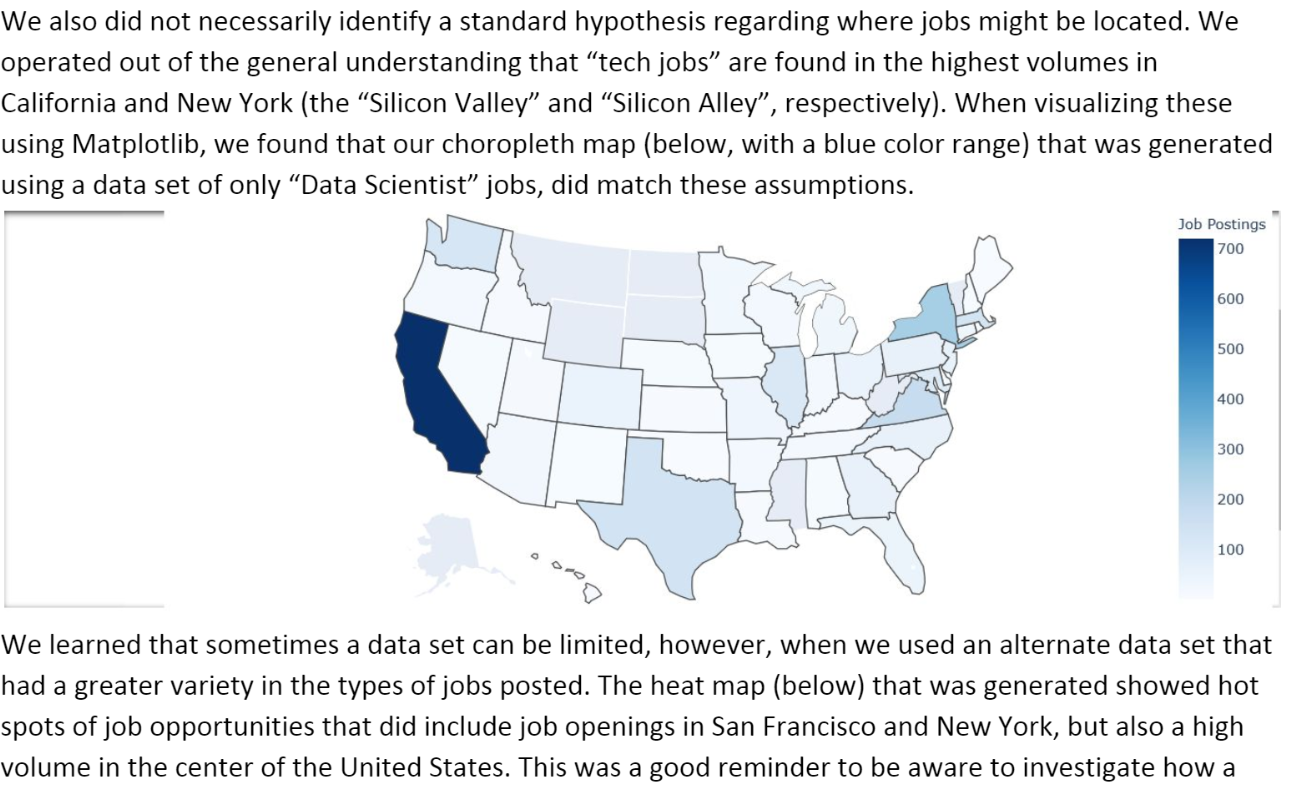 We also did not necessarily identify a standard hypothesis regarding where jobs might be located. We
operated out of the general understanding that “tech jobs” are found in the highest volumes in
California and New York (the “Silicon Valley” and “Silicon Alley”, respectively). When visualizing these
using Matplotlib, we found that our choropleth map (below, with a blue color range) that was generated
using a data set of only “Data Scientist” jobs, did match these assumptions.
Job Postings
700
600
500
400
300
200
100
We learned that sometimes a data set can be limited, however, when we used an alternate data set that
had a greater variety in the types of jobs posted. The heat map (below) that was generated showed hot
spots of job opportunities that did include job openings in San Francisco and New York, but also a high
volume in the center of the United States. This was a good reminder to be aware to investigate how a